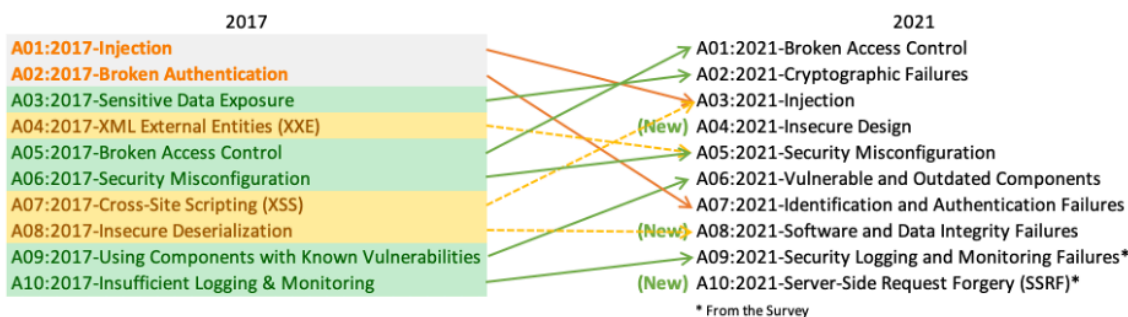 2017 2021
A01:2017-Injection A01:2021-Broken Access Control
A02:2017-Broken Authentication A02:2021-Cryptographic Failures
A03:2017-Sensitive Data Exposure A03:2021-Injection
A04:2017-XML External Entities (XXE) (New) A04:2021-Insecure Design
A05:2017-Broken Access Control A05:2021-Security Misconfiguration
A06:2017-Security Misconfiguration A06:2021-Vulnerable and Outdated Components
A07:2017-Cross-Site Scripting (XSS) A07:2021-Identification and Authentication Failures
A08:2017-Insecure Deserialization (New) A08:2021-Software and Data Integrity Failures
A09:2017-Using Components with Known Vulnerabilities A09:2021-Security Logging and Monitoring Failures*
A10:2017-Insufficient Logging & Monitoring (New) A10:2021-Server-Side Request Forgery (SSRF)*
* From the Survey